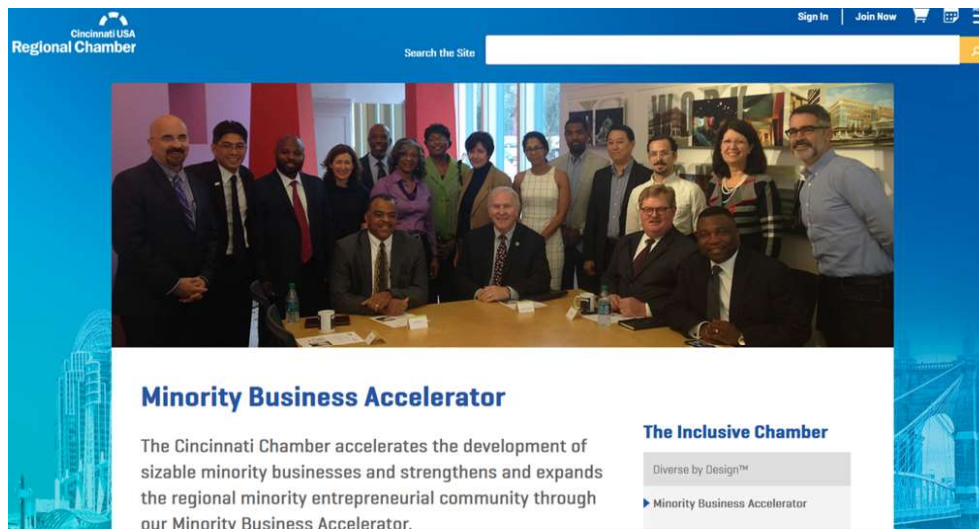 Cincinnati USA
Regional Chamber
Sign In
Join Now
Search the Site
WORK
Minority Business Accelerator
The Cincinnati Chamber accelerates the development of
sizable minority businesses and strengthens and expands
the regional minority entrepreneurial community through
our Minority Business Accelerator.
The Inclusive Chamber
Diverse by Design™
Minority Business Accelerator